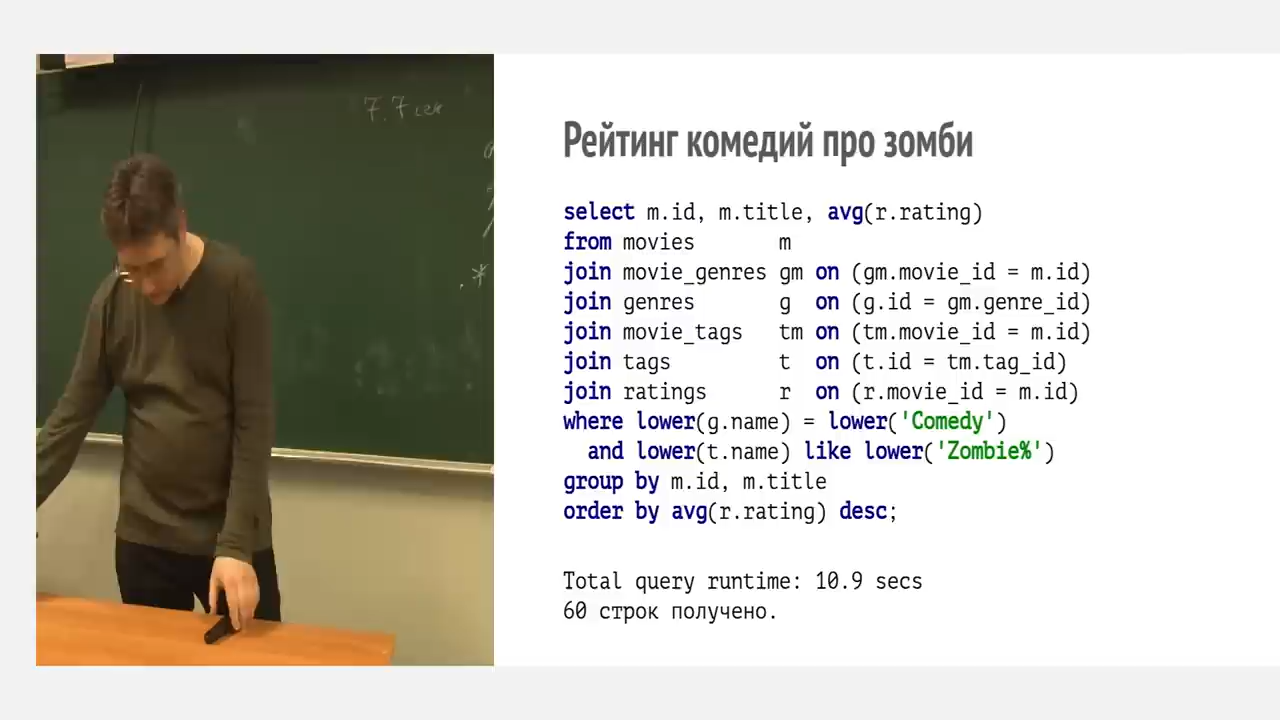 7.7 сек
Рейтинг комедий про зомби
select m.id, m.title, avg(r.rating)
from movies m
join movie_genres gm on (gm.movie_id = m.id)
join genres g on (g.id = gm.genre_id)
join movie_tags tm on (tm.movie_id = m.id)
join tags t on (t.id = tm.tag_id)
join ratings r on (r.movie_id = m.id)
where lower(g.name) = lower('Comedy')
and lower(t.name) like lower('Zombie%')
group by m.id, m.title
order by avg(r.rating) desc;
Total query runtime: 10.9 secs
60 строк получено.